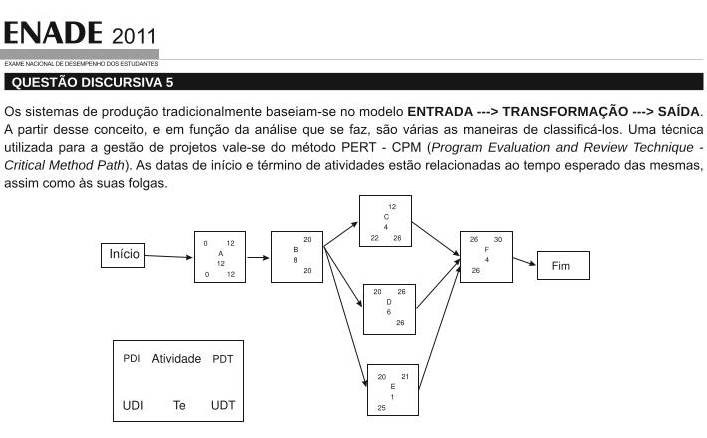 ENADE 2011
EXAME NACIONAL DE DESEMPENHO DOS ESTUDANTES
QUESTÃO DISCURSIVA 5
Os sistemas de produção tradicionalmente baseiam-se no modelo ENTRADA ---> TRANSFORMAÇÃO ---> SAÍDA.
A partir desse conceito, e em função da análise que se faz, são várias as maneiras de classificá-los. Uma técnica
utilizada para a gestão de projetos vale-se do método PERT - CPM (Program Evaluation and Review Technique -
Critical Method Path). As datas de início e término de atividades estão relacionadas ao tempo esperado das mesmas,
assim como às suas folgas.
Início
0 12
A
12
0 12
20
B
8
20
12
C
4
22 26
20 26
D
6
26
20 21
E
1
25
26 30
F
4
26
Fim
PDI Atividade PDT
UDI Te UDT